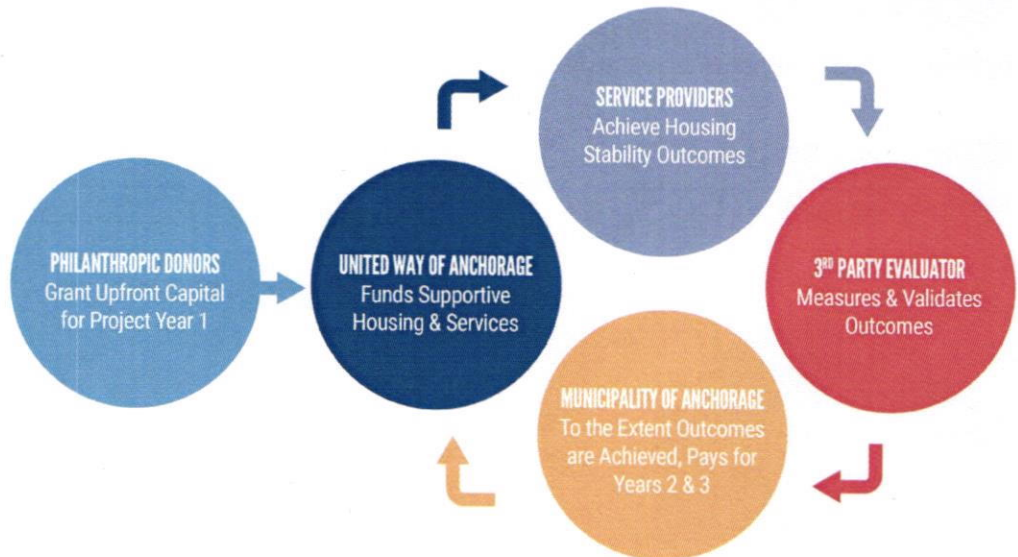 PHILANTHROPIC DONORS
Grant Upfront Capital
for Project Year 1
UNITED WAY OF ANCHORAGE
Funds Supportive
Housing & Services
SERVICE PROVIDERS
Achieve Housing
Stability Outcomes
3RD PARTY EVALUATOR
Measures & Validates
Outcomes
MUNICIPALITY OF ANCHORAGE
To the Extent Outcomes
are Achieved, Pays for
Years 2 & 3